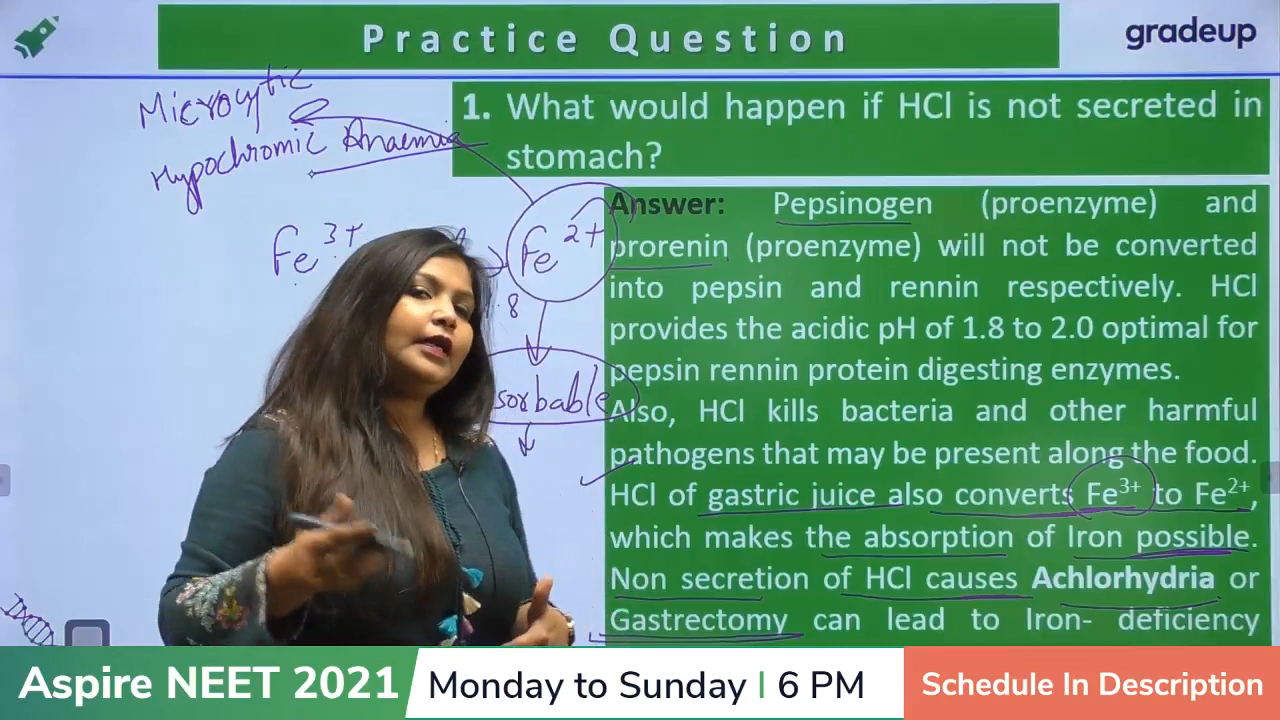 Practice Question
gradeup
Microcytic
Hypochromic Anaemia
1. What would happen if HCl is not secreted in
stomach?
Fe3+
Fe2+
8
sorbable
Answer: Pepsinogen (proenzyme) and
prorenin (proenzyme) will not be converted
into pepsin and rennin respectively. HCl
provides the acidic pH of 1.8 to 2.0 optimal for
pepsin rennin protein digesting enzymes.
Also, HCl kills bacteria and other harmful
pathogens that may be present along the food.
HCl of gastric juice also converts Fe3+ to Fe2+,
which makes the absorption of Iron possible.
Non secretion of HCl causes Achlorhydria or
Gastrectomy can lead to Iron- deficiency
Aspire NEET 2021
Monday to Sunday | 6 PM
Schedule In Description